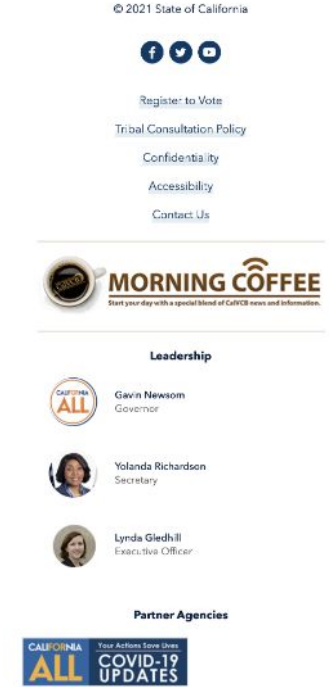 © 2021 State of California
Register to Vote
Tribal Consultation Policy
Confidentiality
Accessibility
Contact Us
MORNING COFFEE
Start your day with a special blend of CalVCB news and information.
Leadership
CALIFORNIA
ALL
Gavin Newsom
Governor
Yolanda Richardson
Secretary
Lynda Gledhill
Executive Officer
Partner Agencies
CALIFORNIA
ALL
Your Actions Save Lives
COVID-19
UPDATES